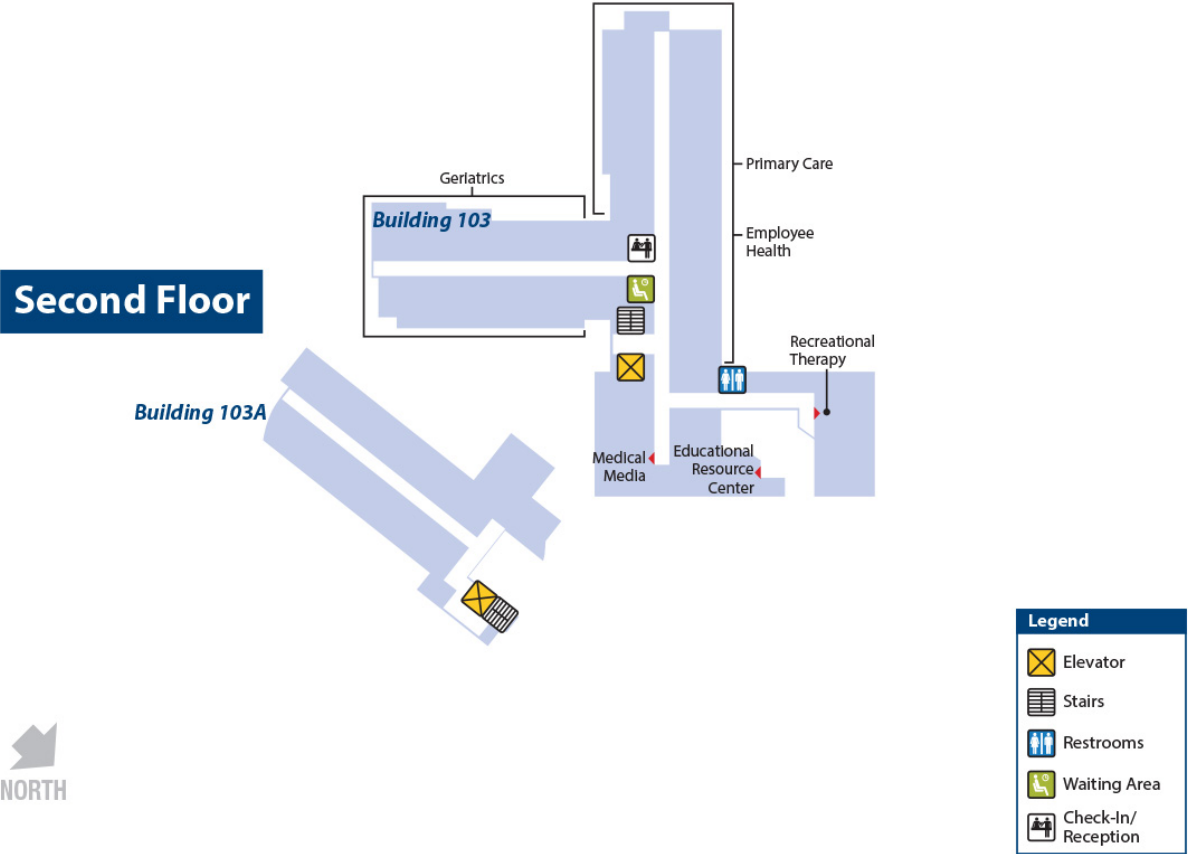 Primary Care
Geriatrics
Building 103
Employee
Health
Second Floor
Recreational
Therapy
Building 103A
Medical
Media
Educational
Resource
Center
Legend
Elevator
Stairs
Restrooms
Waiting Area
Check-In/
Reception
NORTH